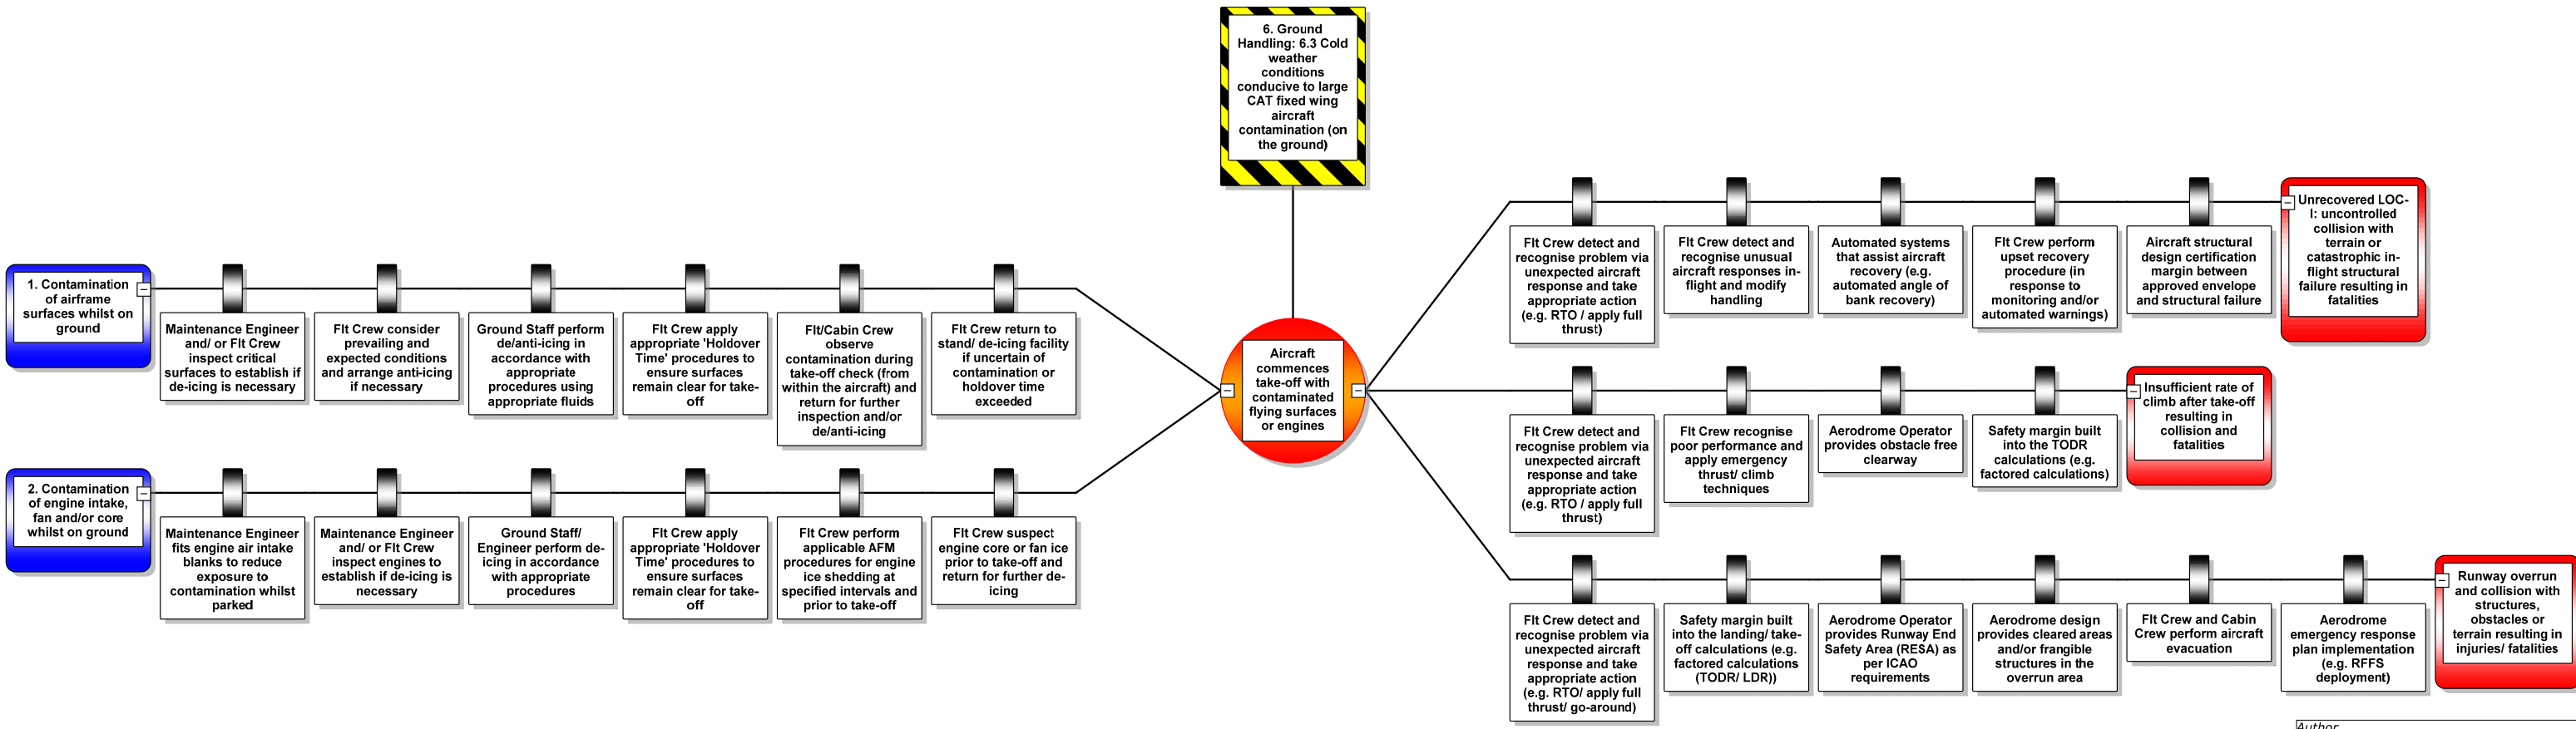 6. Ground
Handling: 6.3 Cold
weather
conditions
conducive to large
CAT fixed wing
aircraft
contamination (on
the ground)
1. Contamination
of airframe
surfaces whilst on
ground
Maintenance Engineer
and/ or Flt Crew
inspect critical
surfaces to establish if
de-icing is necessary
Flt Crew consider
prevailing and
expected conditions
and arrange anti-icing
if necessary
Ground Staff perform
de/anti-icing in
accordance with
appropriate
procedures using
appropriate fluids
Flt Crew apply
appropriate 'Holdover
Time' procedures to
ensure surfaces
remain clear for take-
off
Flt/Cabin Crew
observe
contamination during
take-off check (from
within the aircraft) and
return for further
inspection and/or
de/anti-icing
Flt Crew return to
stand/ de-icing facility
if uncertain of
contamination or
holdover time
exceeded
2. Contamination
of engine intake,
fan and/or core
whilst on ground
Maintenance Engineer
fits engine air intake
blanks to reduce
exposure to
contamination whilst
parked
Maintenance Engineer
and/ or Flt Crew
inspect engines to
establish if de-icing is
necessary
Ground Staff/
Engineer perform de-
icing in accordance
with appropriate
procedures
Flt Crew apply
appropriate 'Holdover
Time' procedures to
ensure surfaces
remain clear for take-
off
Flt Crew perform
applicable AFM
procedures for engine
ice shedding at
specified intervals and
prior to take-off
Flt Crew suspect
engine core or fan ice
prior to take-off and
return for further de-
icing
Aircraft
commences
take-off with
contaminated
flying surfaces
or engines
Flt Crew detect and
recognise problem via
unexpected aircraft
response and take
appropriate action
(e.g. RTO / apply full
thrust)
Flt Crew detect and
recognise unusual
aircraft responses in-
flight and modify
handling
Automated systems
that assist aircraft
recovery (e.g.
automated angle of
bank recovery)
Flt Crew perform
upset recovery
procedure (in
response to
monitoring and/or
automated warnings)
Aircraft structural
design certification
margin between
approved envelope
and structural failure
Unrecovered LOC-
I: uncontrolled
collision with
terrain or
catastrophic in-
flight structural
failure resulting in
fatalities
Flt Crew detect and
recognise problem via
unexpected aircraft
response and take
appropriate action
(e.g. RTO / apply full
thrust)
Flt Crew recognise
poor performance and
apply emergency
thrust/ climb
techniques
Aerodrome Operator
provides obstacle free
clearway
Safety margin built
into the TODR
calculations (e.g.
factored calculations)
Insufficient rate of
climb after take-off
resulting in
collision and
fatalities
Flt Crew detect and
recognise problem via
unexpected aircraft
response and take
appropriate action
(e.g. RTO/ apply full
thrust/ go-around)
Safety margin built
into the landing/ take-
off calculations (e.g.
factored calculations
(TODR/ LDR))
Aerodrome Operator
provides Runway End
Safety Area (RESA) as
per ICAO
requirements
Aerodrome design
provides cleared areas
and/or frangible
structures in the
overrun area
Flt Crew and Cabin
Crew perform aircraft
evacuation
Aerodrome
emergency response
plan implementation
(e.g. RFFS
deployment)
Runway overrun
and collision with
structures,
obstacles or
terrain resulting in
injuries/ fatalities
Author